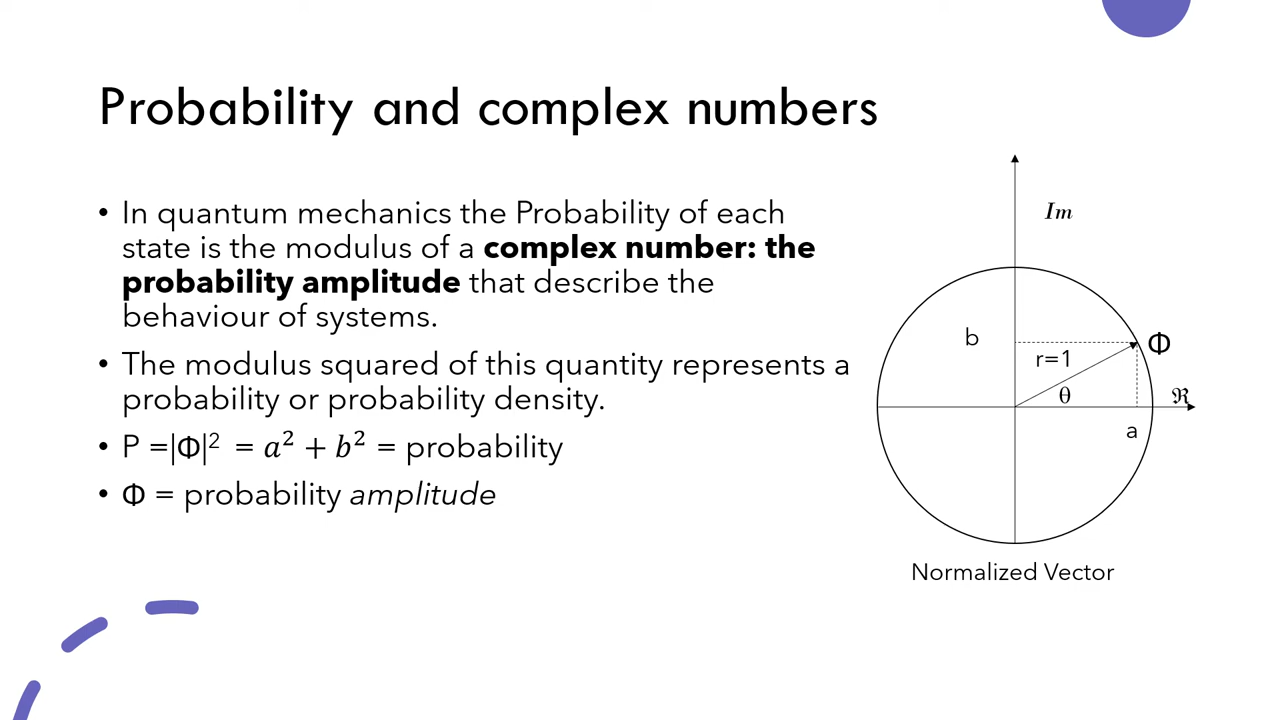 Probability and complex numbers
• In quantum mechanics the Probability of each
state is the modulus of a complex number: the
probability amplitude that describe the
behaviour of systems.
• The modulus squared of this quantity represents a
probability or probability density.
• P =|Φ|² = a² + b² = probability
• Φ = probability amplitude
Im
b
Φ
r=1
θ
ℜ
a
Normalized Vector